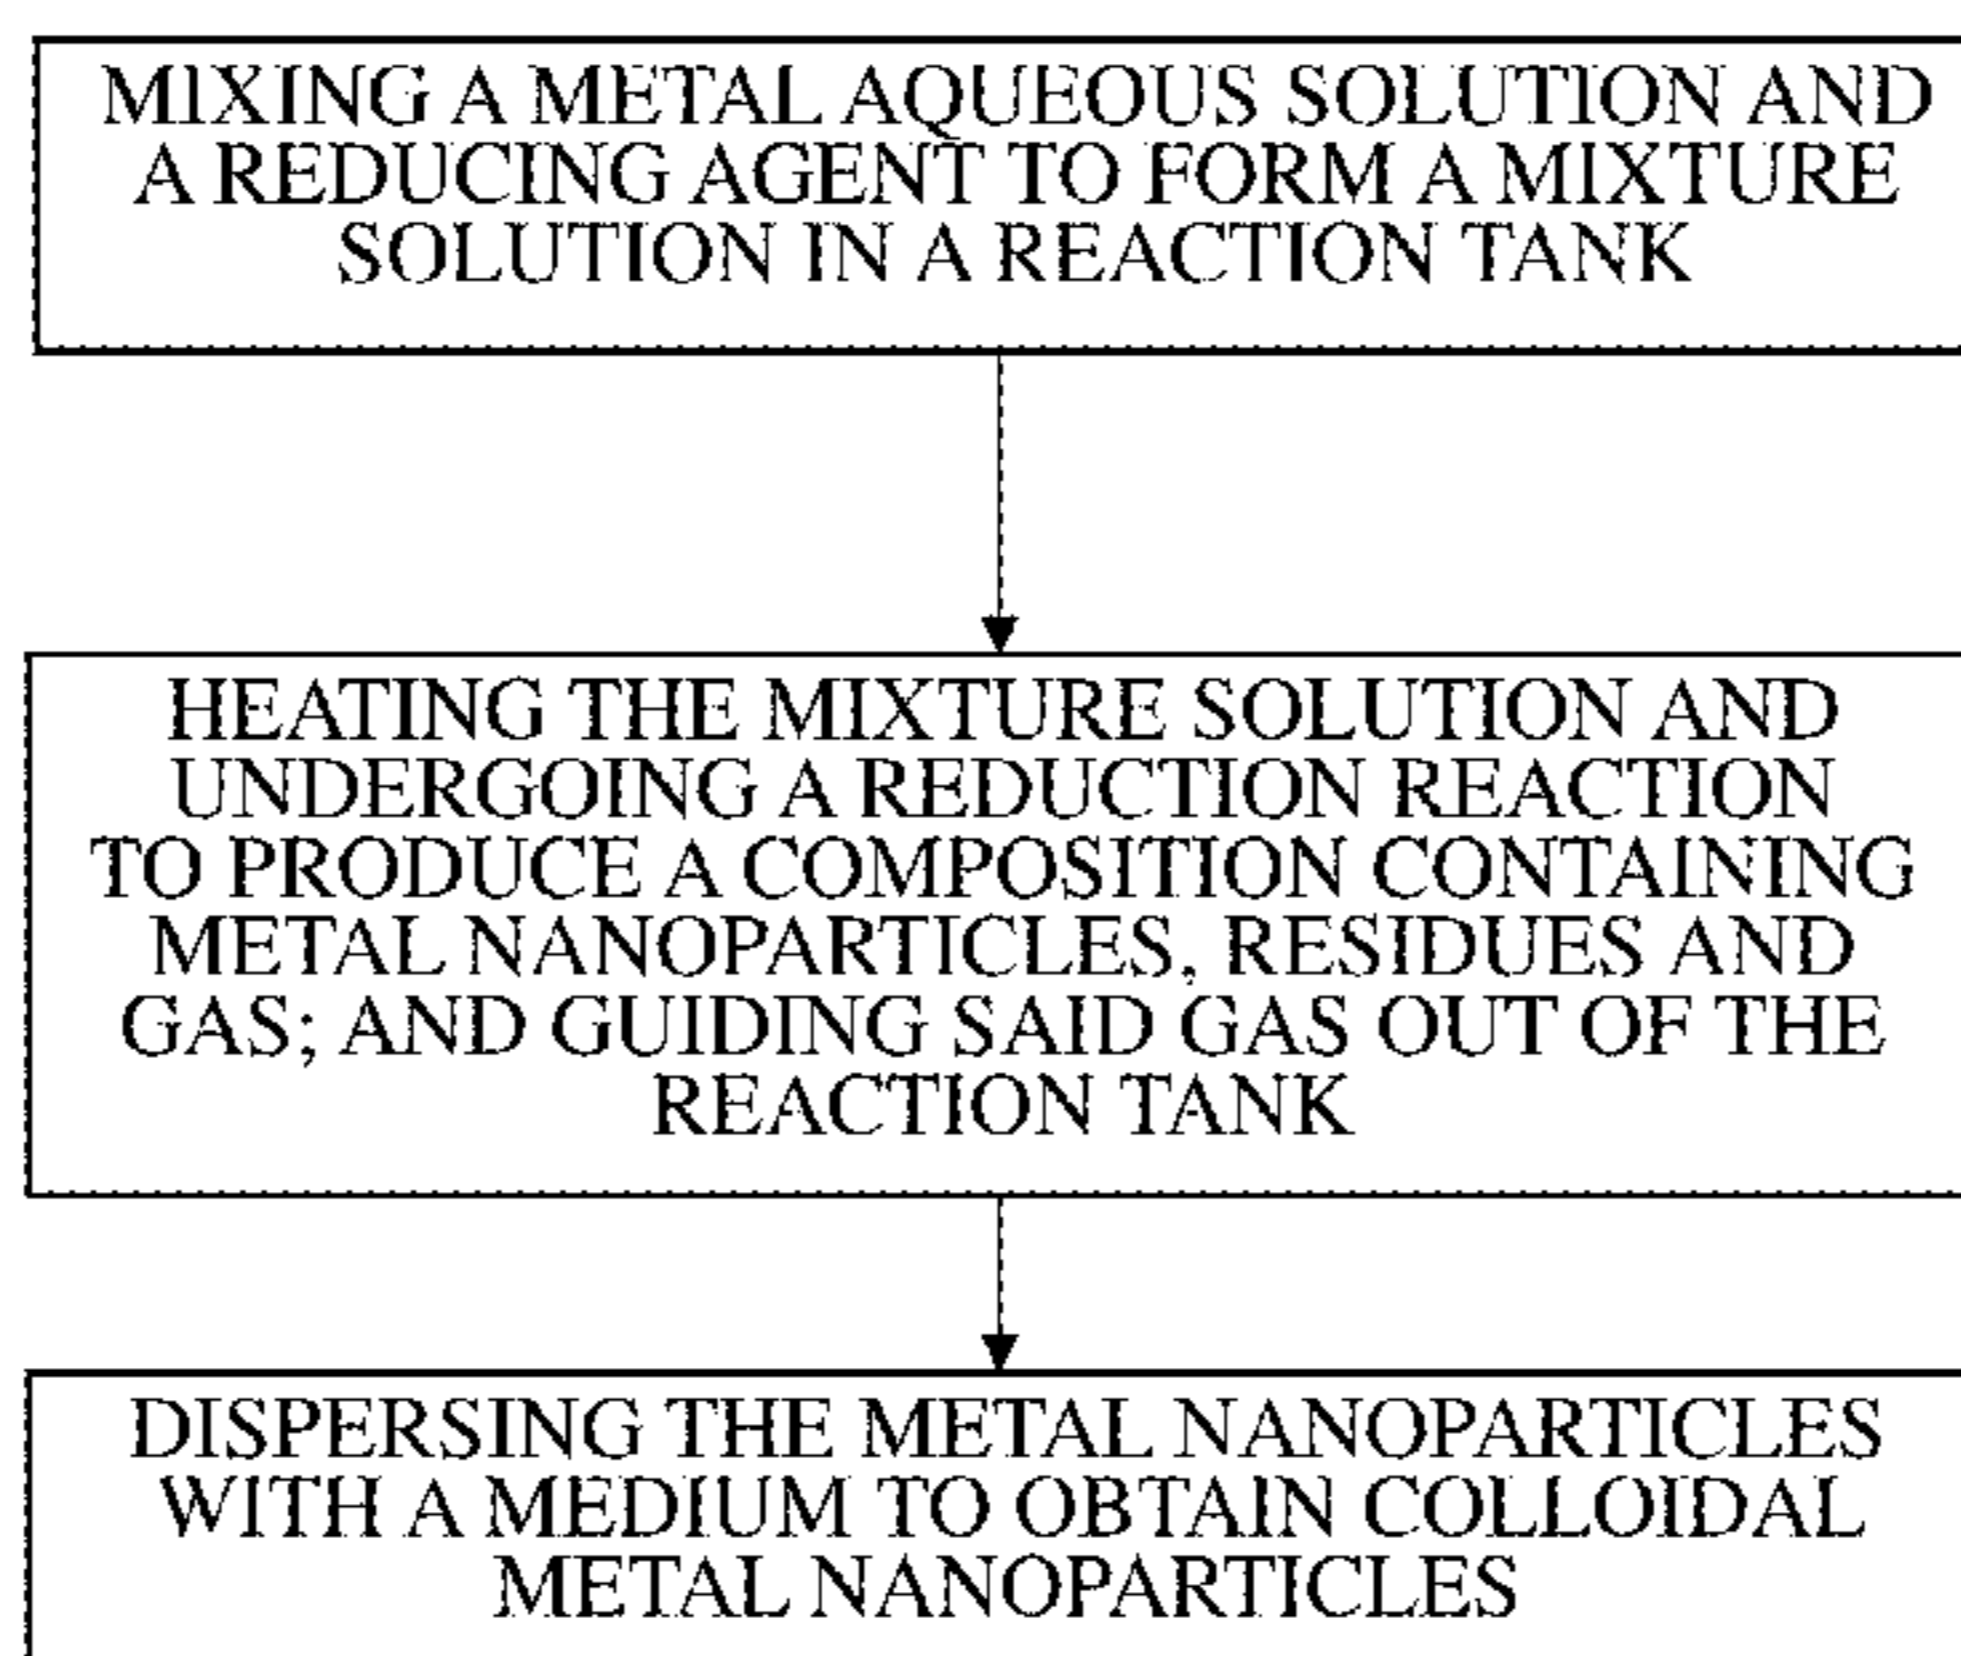 MIXING A METAL AQUEOUS SOLUTION AND
A REDUCING AGENT TO FORM A MIXTURE
SOLUTION IN A REACTION TANK
HEATING THE MIXTURE SOLUTION AND
UNDERGOING A REDUCTION REACTION
TO PRODUCE A COMPOSITION CONTAINING
METAL NANOPARTICLES, RESIDUES AND
GAS; AND GUIDING SAID GAS OUT OF THE
REACTION TANK
DISPERSING THE METAL NANOPARTICLES
WITH A MEDIUM TO OBTAIN COLLOIDAL
METAL NANOPARTICLES